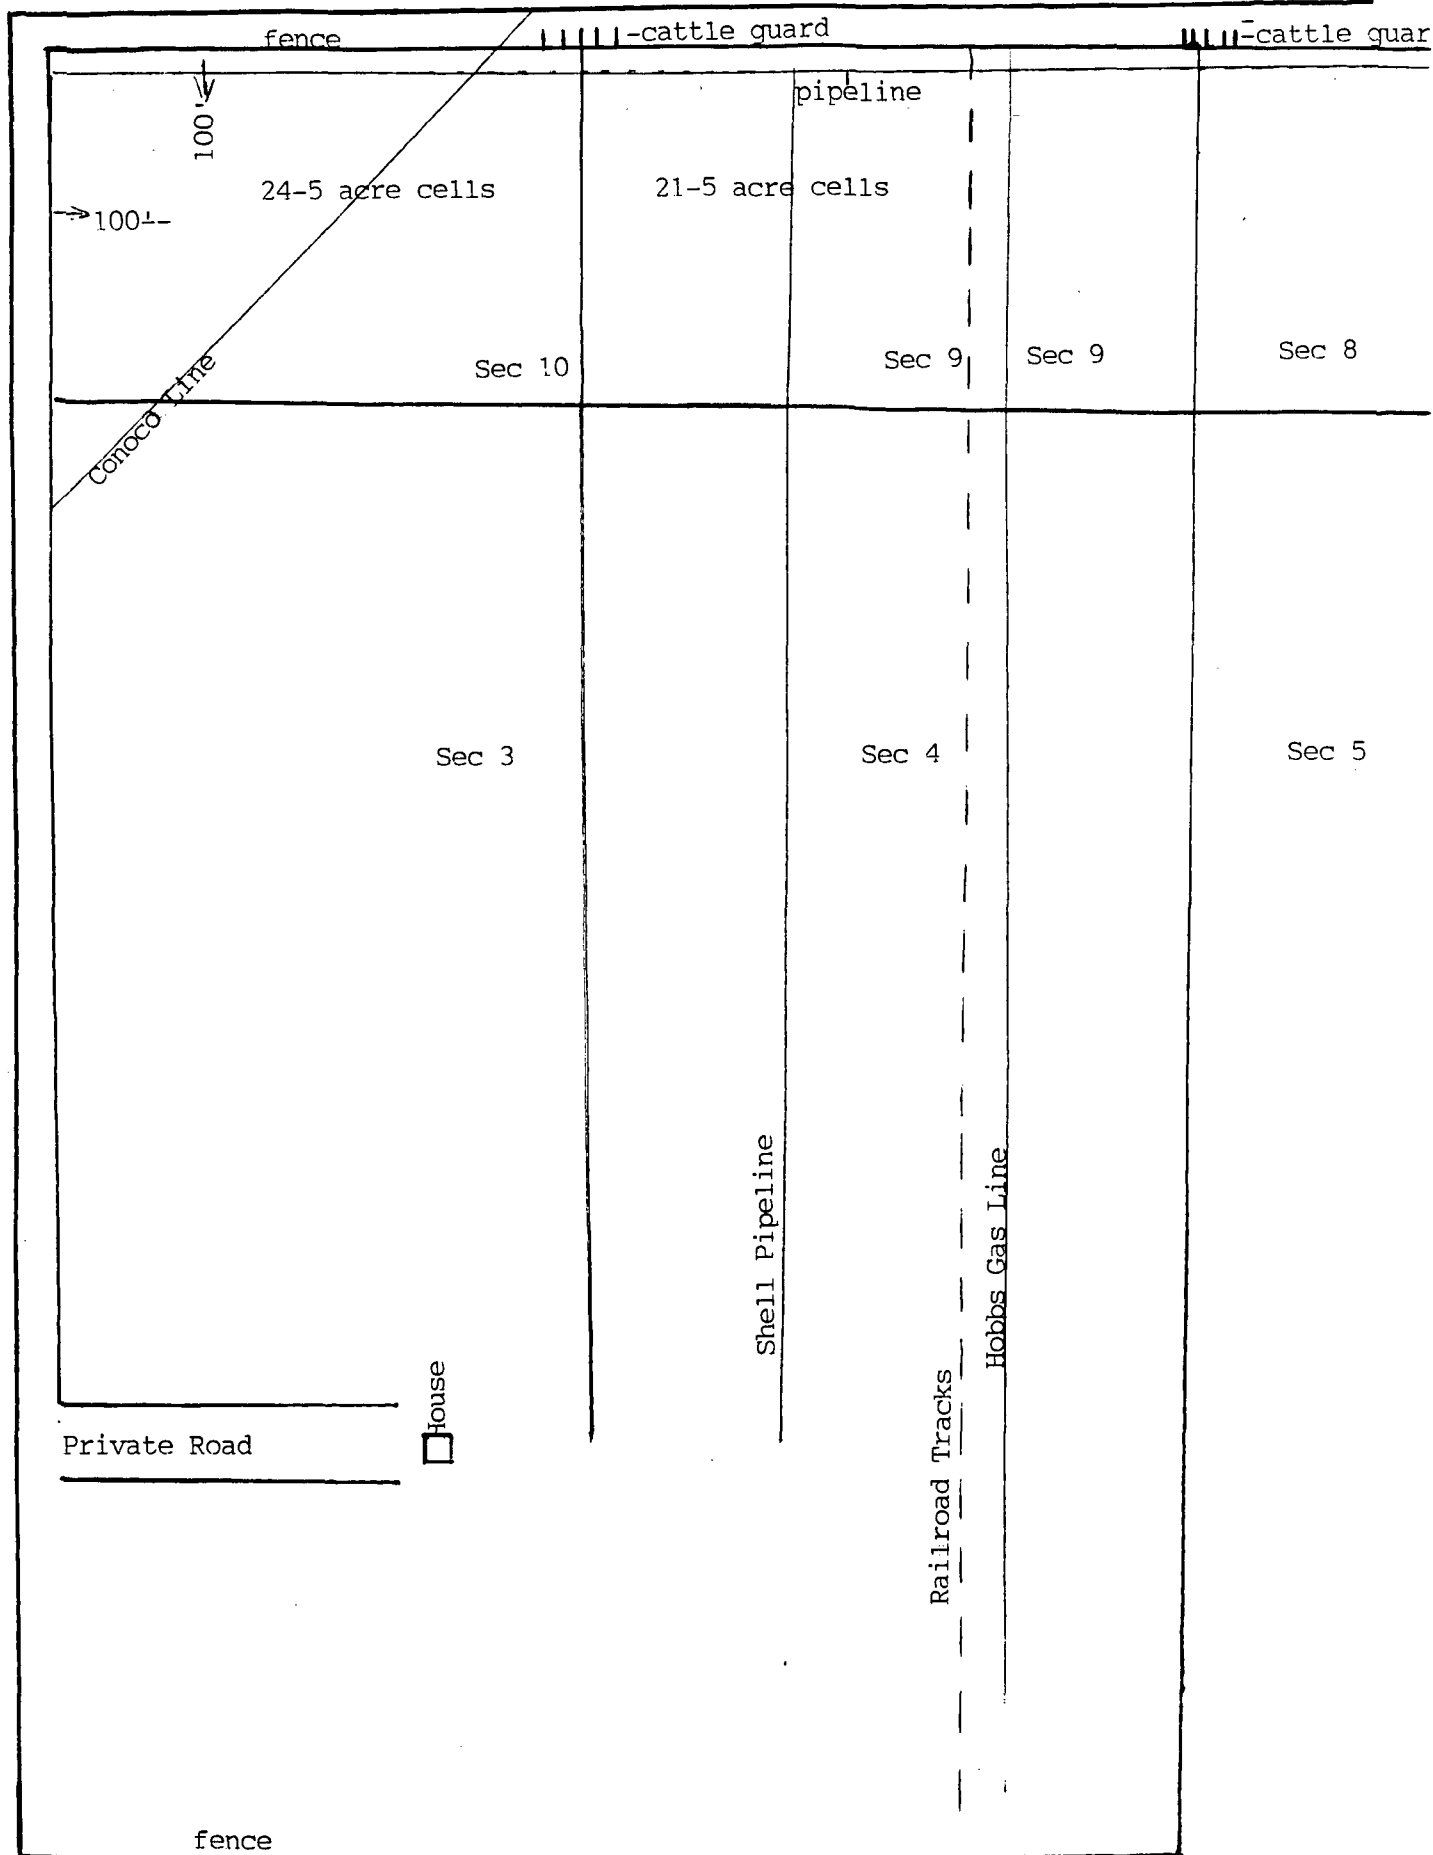 fence
-cattle guard
-cattle guar
pipeline
100'
24-5 acre cells
21-5 acre cells
100'--
Sec 10
Sec 9
Sec 9
Sec 8
Conoco Line
Sec 3
Sec 4
Sec 5
Shell Pipeline
Hobbs Gas Line
House
Railroad Tracks
Private Road
fence